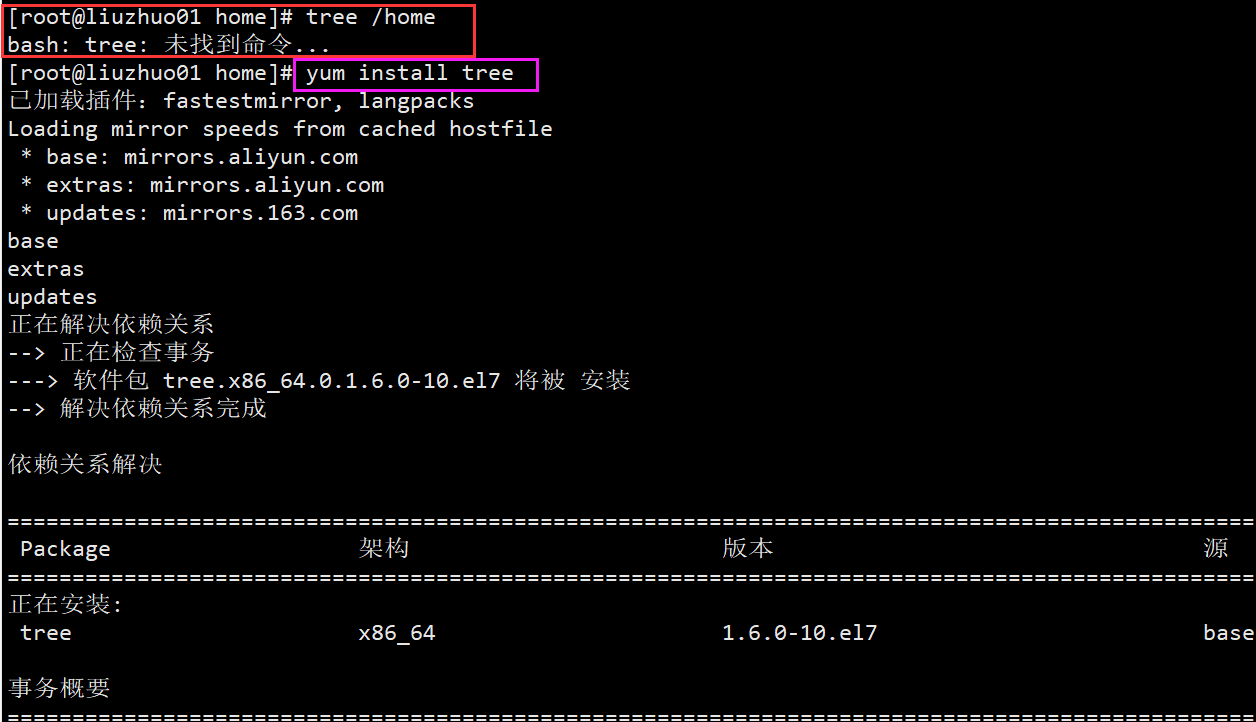 [root@liuzhuo01 home]# tree /home
bash: tree: 未找到命令...
[root@liuzhuo01 home]# yum install tree
已加载插件：fastestmirror, langpacks
Loading mirror speeds from cached hostfile
 * base: mirrors.aliyun.com
 * extras: mirrors.aliyun.com
 * updates: mirrors.163.com
base
extras
updates
正在解决依赖关系
--> 正在检查事务
---> 软件包 tree.x86_64.0.1.6.0-10.el7 将被 安装
--> 解决依赖关系完成
依赖关系解决
================================================================================================
 Package 架构 版本 源
================================================================================================
正在安装:
 tree x86_64 1.6.0-10.el7 base
事务概要
================================================================================================